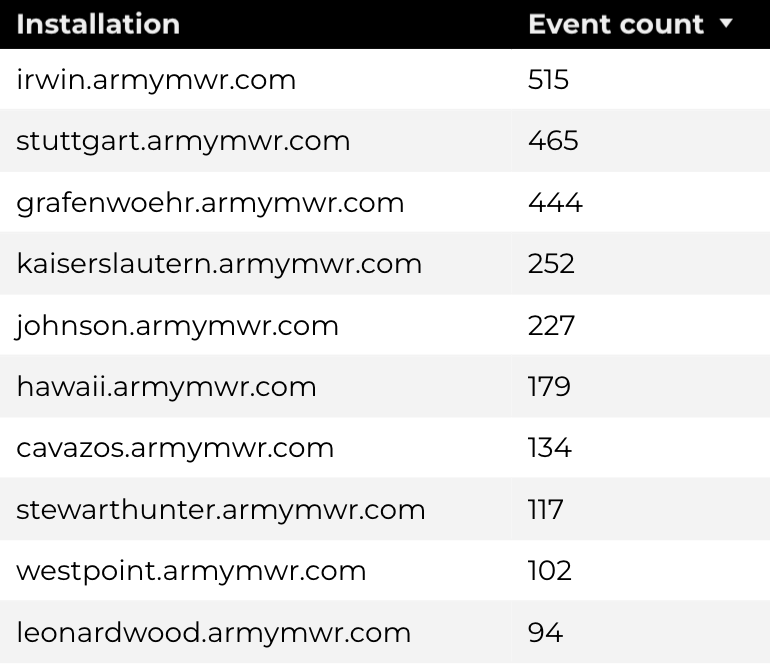 Installation Event count ▼
irwin.armymwr.com 515
stuttgart.armymwr.com 465
grafenwoehr.armymwr.com 444
kaiserslautern.armymwr.com 252
johnson.armymwr.com 227
hawaii.armymwr.com 179
cavazos.armymwr.com 134
stewarthunter.armymwr.com 117
westpoint.armymwr.com 102
leonardwood.armymwr.com 94